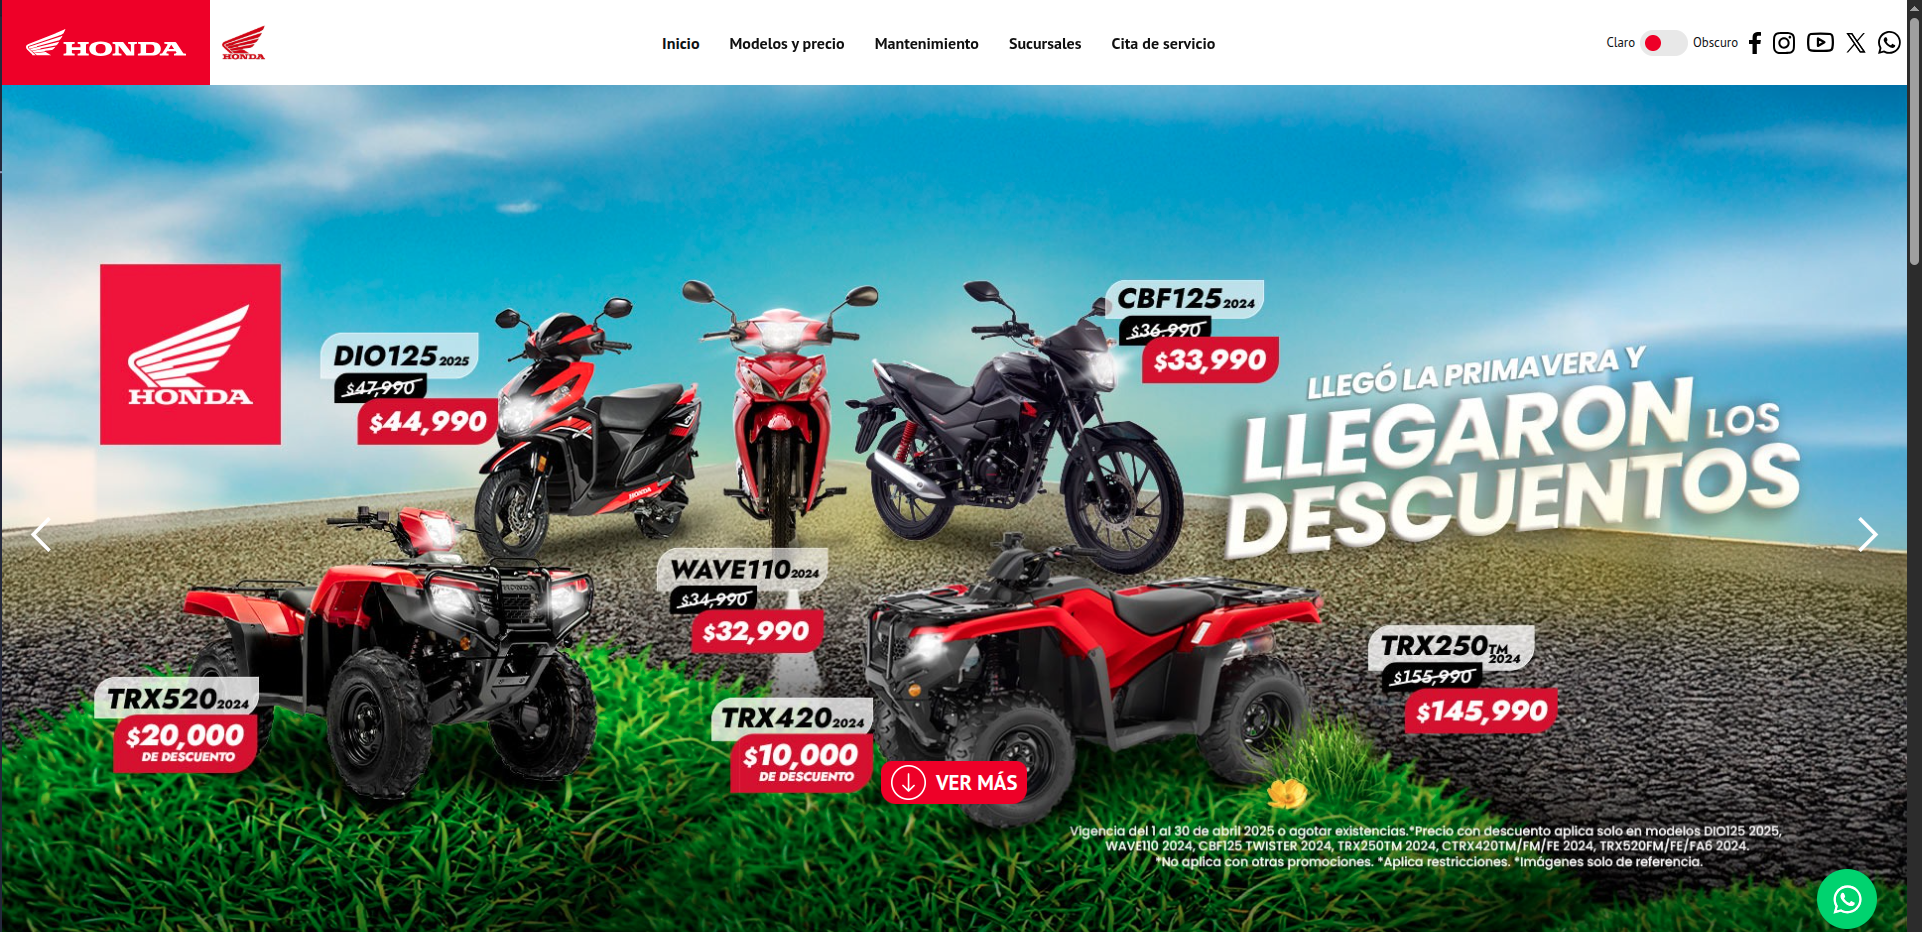 HONDA
HONDA
Inicio
Modelos y precio
Mantenimiento
Sucursales
Cita de servicio
Claro
Obscuro
HONDA
DIO125 2025
$47,990
$44,990
CBF125 2024
$36,990
$33,990
LLEGÓ LA PRIMAVERA Y
LLEGARON LOS
DESCUENTOS
HONDA
HONDA
WAVE110 2024
$34,990
$32,990
TRX250TM 2024
$155,990
$145,990
TRX520 2024
$20,000
DE DESCUENTO
TRX420 2024
$10,000
DE DESCUENTO
VER MÁS
Vigencia del 1 al 30 de abril 2025 o agotar existencias.*Precio con descuento aplica solo en modelos DIO125 2025,
WAVE110 2024, CBF125 TWISTER 2024, TRX250TM 2024, CTRX420TM/FM/FE 2024, TRX520FM/FE/FA6 2024.
*No aplica con otras promociones. *Aplica restricciones. *Imágenes solo de referencia.